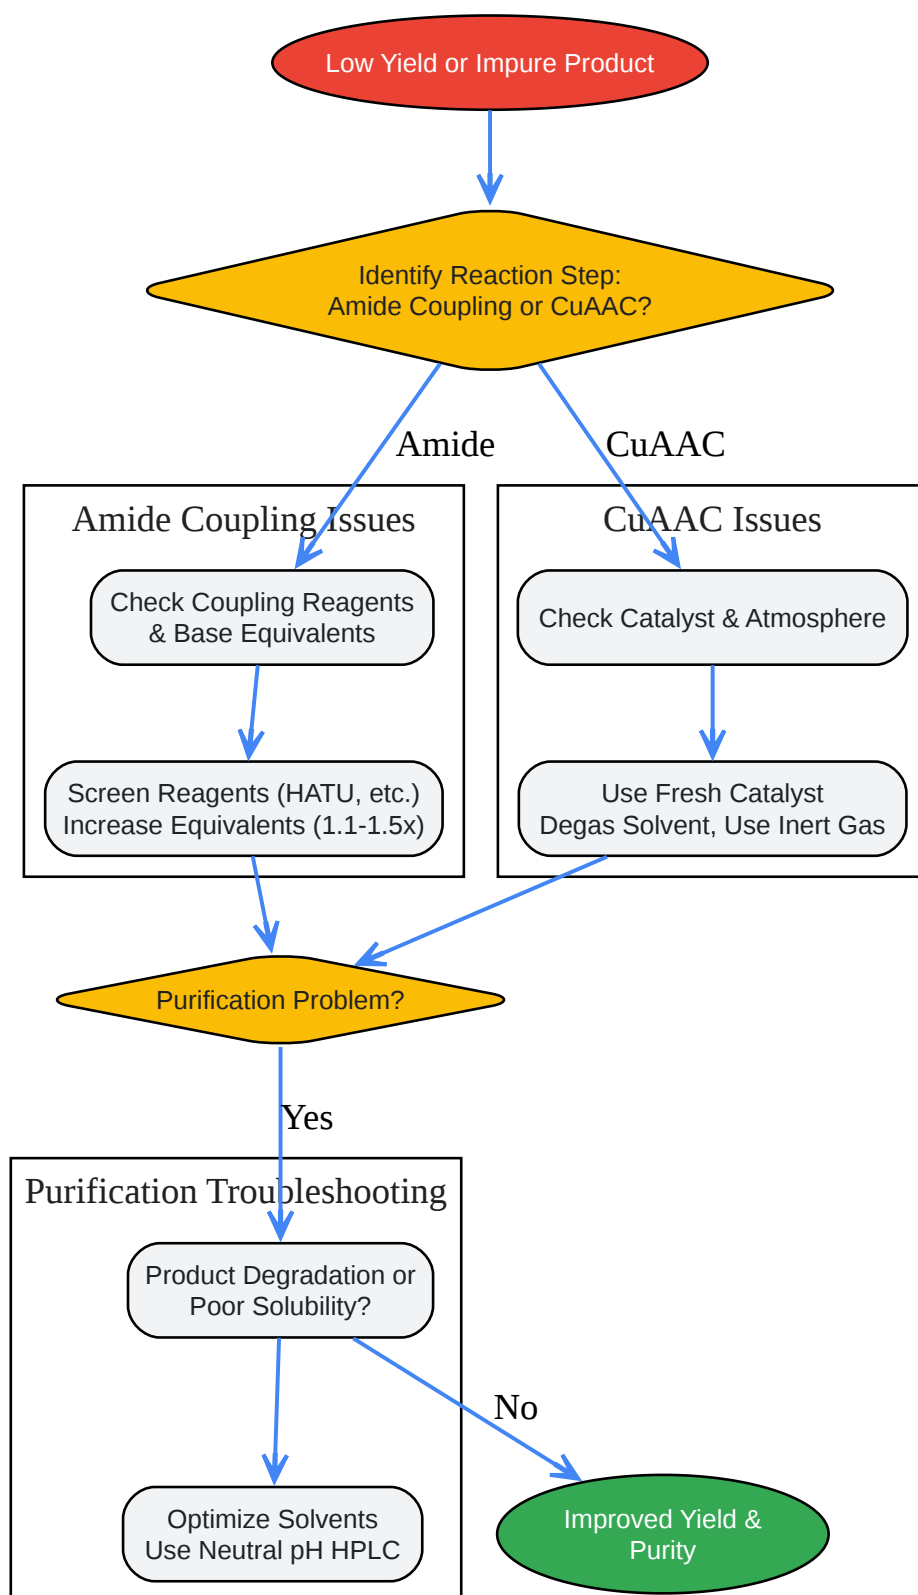 Low Yield or Impure Product
Identify Reaction Step:
Amide Coupling or CuAAC?
Amide
CuAAC
Amide Coupling Issues
CuAAC Issues
Check Coupling Reagents
& Base Equivalents
Check Catalyst & Atmosphere
Screen Reagents (HATU, etc.)
Increase Equivalents (1.1-1.5x)
Use Fresh Catalyst
Degas Solvent, Use Inert Gas
Purification Problem?
Yes
Purification Troubleshooting
Product Degradation or
Poor Solubility?
No
Optimize Solvents
Use Neutral pH HPLC
Improved Yield &
Purity